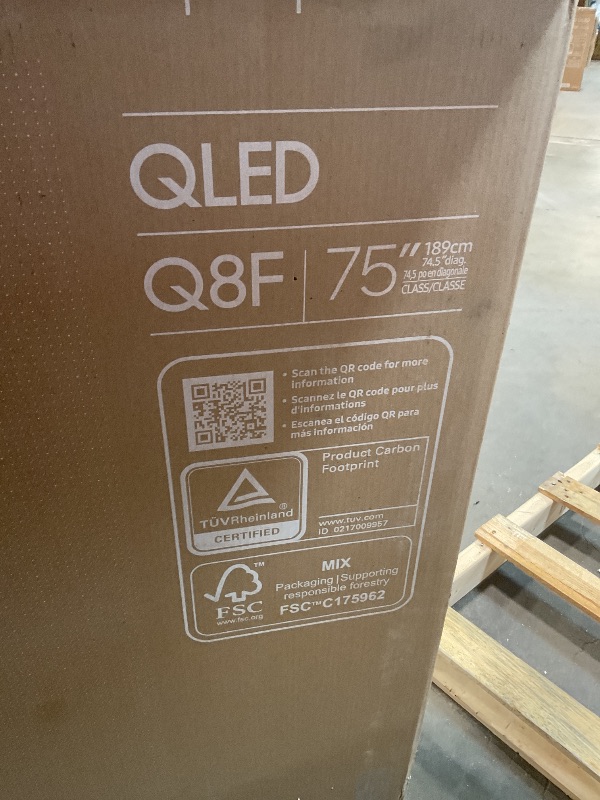 QLED
Q8F | 75″ 189cm
74.5″diag.
74,5 po en diagonale
CLASS/CLASSE
• Scan the QR code for more
information
• Scannez le QR code pour plus
d'informations
• Escanea el código QR para
más información
TÜVRheinland®
CERTIFIED
Product Carbon
Footprint
www.tuv.com
ID 0217009957
FSC™
www.fsc.org
MIX
Packaging | Supporting
responsible forestry
FSC™ C175962